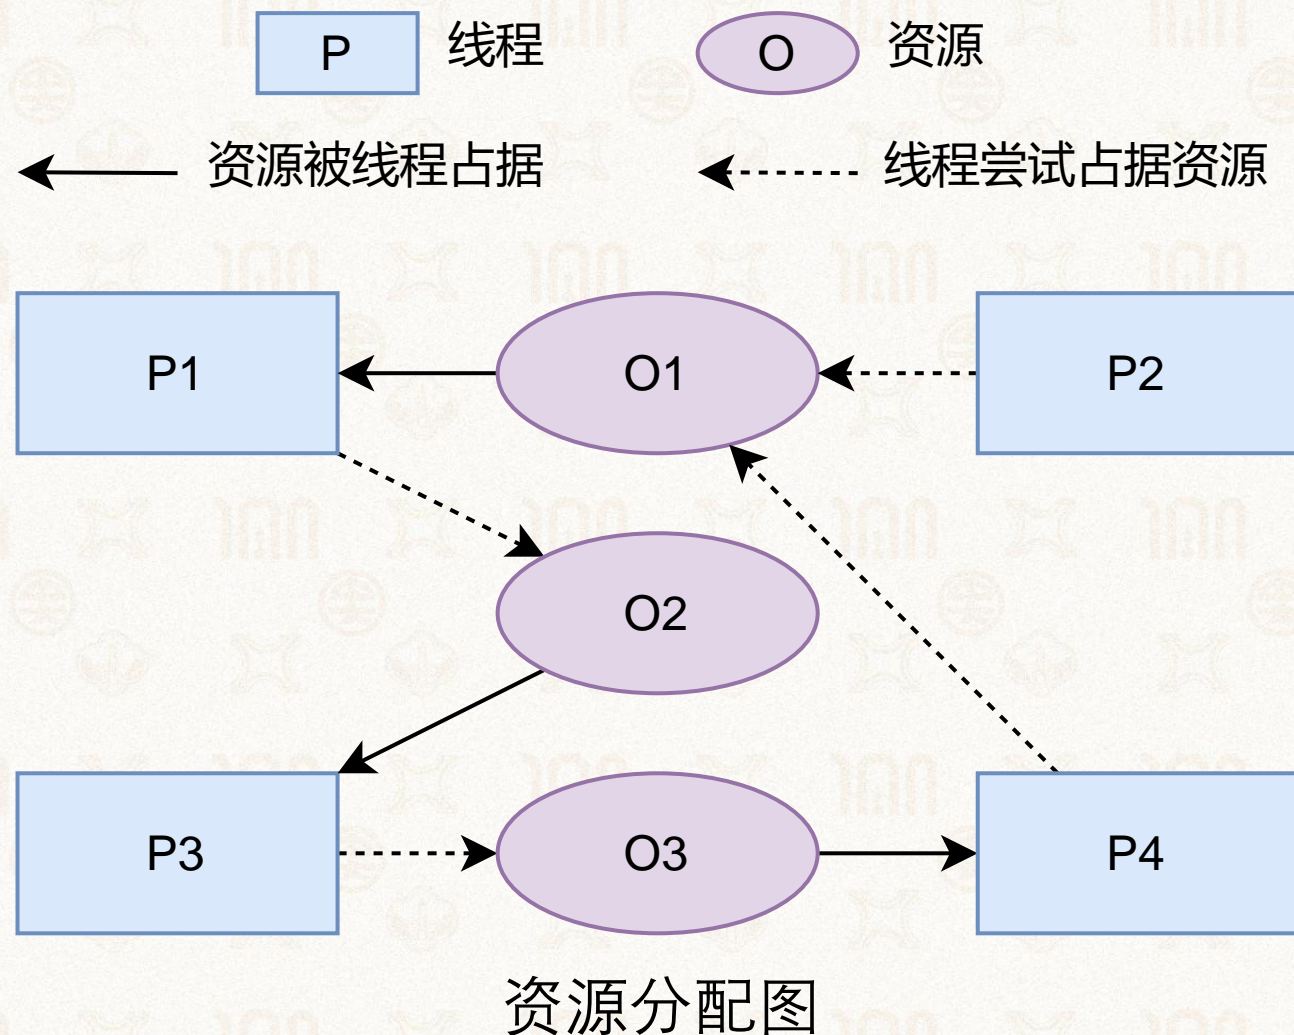 P 线程 O 资源
资源被线程占据 线程尝试占据资源
P1 O1 P2
O2
P3 O3 P4
资源分配图